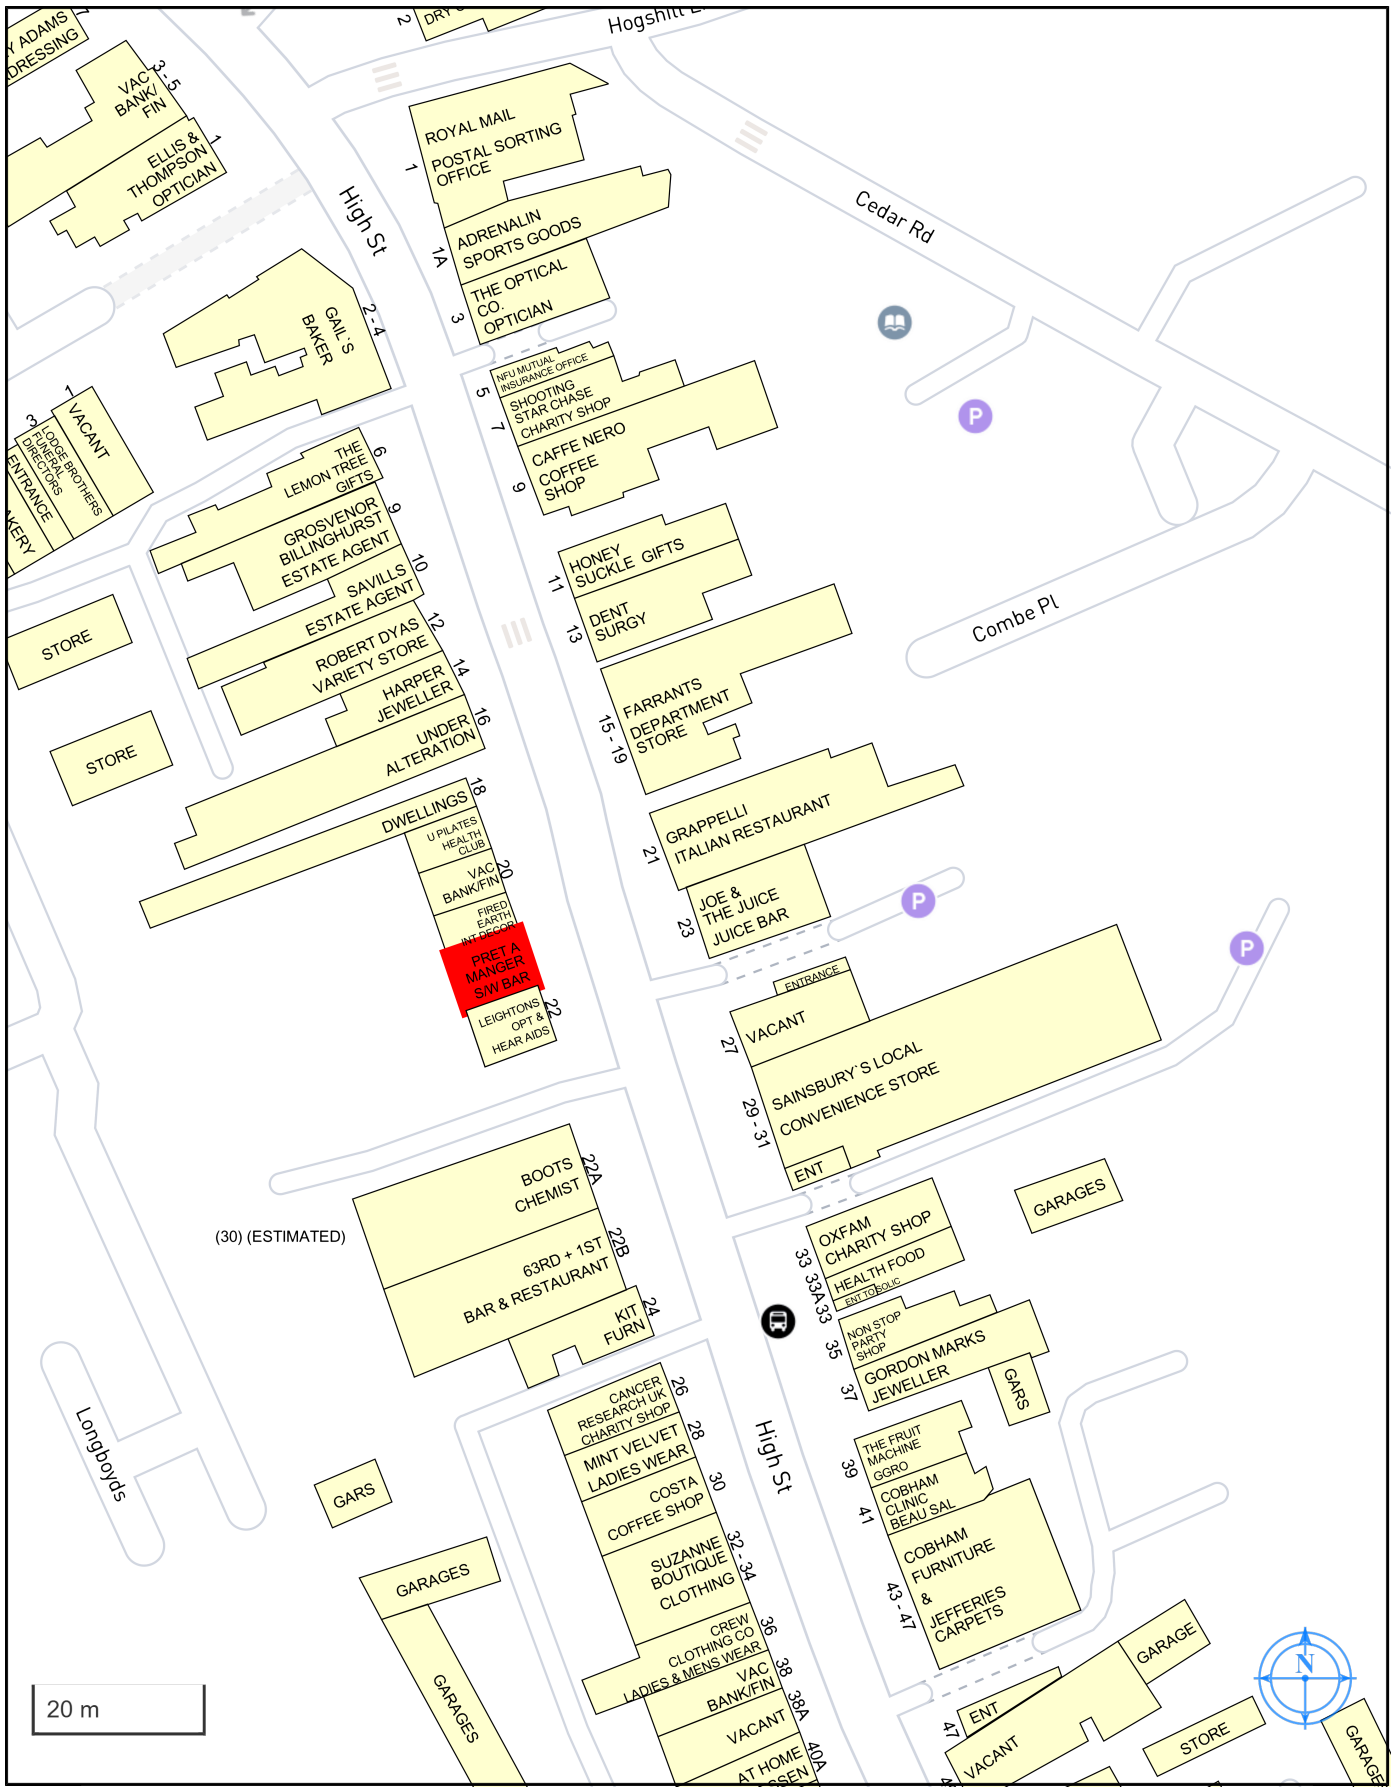 Hogshill
2
DRY
Y ADAMS
DRESSING
7
VAC
BANK/
FIN
3 - 5
ELLIS &
THOMPSON
OPTICIAN
1
ROYAL MAIL
POSTAL SORTING
OFFICE
1
ADRENALIN
SPORTS GOODS
1A
THE OPTICAL
CO.
OPTICIAN
3
High St
Cedar Rd
GAIL'S
BAKER
2 - 4
NFU MUTUAL
INSURANCE OFFICE
5
SHOOTING
STAR CHASE
CHARITY SHOP
7
CAFFE NERO
COFFEE
SHOP
9
P
1
VACANT
3
LODGE BROTHERS
FUNERAL
DIRECTORS
ENTRANCE
AKERY
THE
LEMON TREE
GIFTS
6
GROSVENOR
BILLINGHURST
ESTATE AGENT
9
SAVILLS
ESTATE AGENT
10
ROBERT DYAS
VARIETY STORE
12
HARPER
JEWELLER
14
UNDER
ALTERATION
16
HONEY
SUCKLE GIFTS
11
DENT
SURGY
13
FARRANTS
DEPARTMENT
STORE
15 - 19
Combe Pl
STORE
STORE
DWELLINGS
18
U PILATES
HEALTH
CLUB
VAC
BANK/FIN
20
FIRED
EARTH
INT DECOR
PRET A
MANGER
S/W BAR
LEIGHTONS
OPT &
HEAR AIDS
22
GRAPPELLI
ITALIAN RESTAURANT
21
JOE &
THE JUICE
JUICE BAR
23
P
P
ENTRANCE
VACANT
27
SAINSBURY`S LOCAL
CONVENIENCE STORE
29 - 31
ENT
BOOTS
CHEMIST
22A
63RD + 1ST
BAR & RESTAURANT
22B
(30) (ESTIMATED)
KIT
FURN
24
OXFAM
CHARITY SHOP
33
HEALTH FOOD
33A
ENT TO SOLIC
33
GARAGES
NON STOP
PARTY
SHOP
35
GORDON MARKS
JEWELLER
37
GARS
CANCER
RESEARCH UK
CHARITY SHOP
26
MINT VELVET
LADIES WEAR
28
COSTA
COFFEE SHOP
30
SUZANNE
BOUTIQUE
CLOTHING
32 - 34
CREW
CLOTHING CO
LADIES & MENS WEAR
36
VAC
BANK/FIN
38
VACANT
38A
AT HOME
40A
High St
THE FRUIT
MACHINE
GGRO
39
COBHAM
CLINIC
BEAU SAL
41
COBHAM
FURNITURE
&
JEFFERIES
CARPETS
43 - 47
Longboyds
GARS
GARAGES
GARAGES
ENT
47
VACANT
GARAGE
STORE
GARAGE
N
20 m